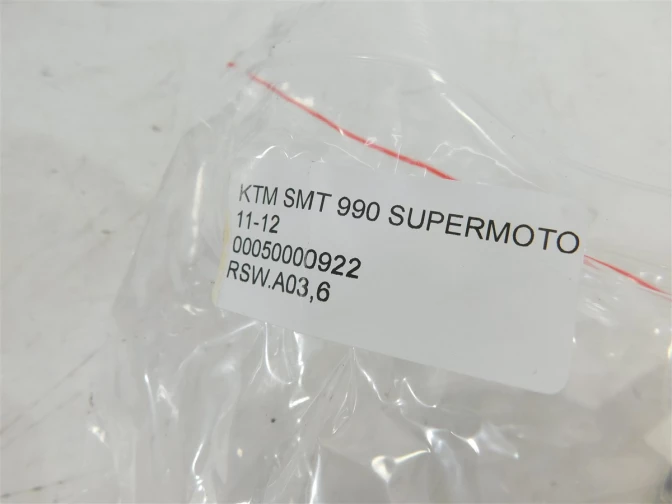 KTM SMT 990 SUPERMOTO
11-12
00050000922
RSW.A03,6